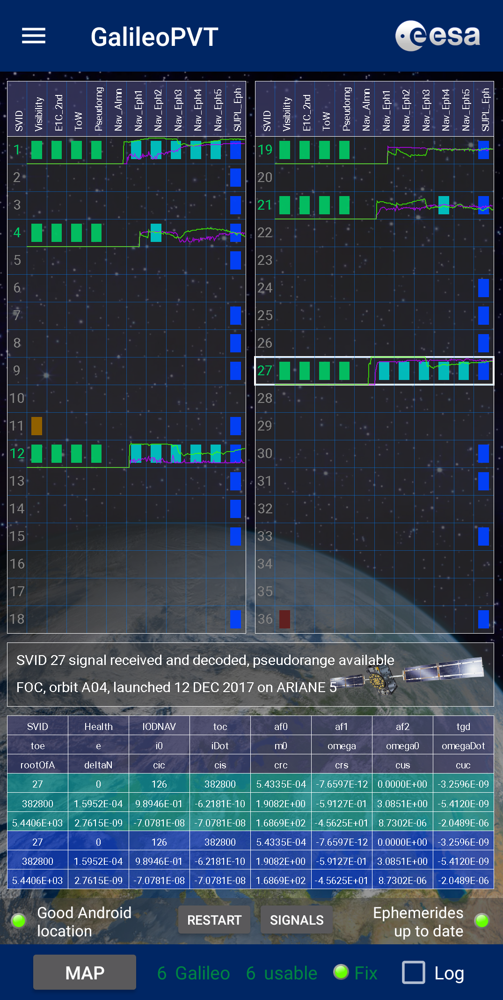 GalileoPVT
esa
SVID Visibility E1C_2nd ToW Pseudorng Nav_Almn Nav_Eph1 Nav_Eph2 Nav_Eph3 Nav_Eph4 Nav_Eph5 SUPL_Eph
1
2
3
4
5
6
7
8
9
10
11
12
13
14
15
16
17
18
SVID Visibility E1C_2nd ToW Pseudorng Nav_Almn Nav_Eph1 Nav_Eph2 Nav_Eph3 Nav_Eph4 Nav_Eph5 SUPL_Eph
19
20
21
22
23
24
25
26
27
28
29
30
31
32
33
34
35
36
SVID 27 signal received and decoded, pseudorange available
FOC, orbit A04, launched 12 DEC 2017 on ARIANE 5
SVID Health IODNAV toc af0 af1 af2 tgd
toe e i0 iDot m0 omega omega0 omegaDot
rootOfA deltaN cic cis crc crs cus cuc
27 0 126 382800 5.4335E-04 -7.6597E-12 0.0000E+00 -3.2596E-09
382800 1.5952E-04 9.8946E-01 -6.2181E-10 1.9082E+00 -5.9127E-01 3.0851E+00 -5.4120E-09
5.4406E+03 2.7615E-09 -7.0781E-08 -7.0781E-08 1.6869E+02 -4.5625E+01 8.7302E-06 -2.0489E-06
27 0 126 382800 5.4335E-04 -7.6597E-12 0.0000E+00 -3.2596E-09
382800 1.5952E-04 9.8946E-01 -6.2181E-10 1.9082E+00 -5.9127E-01 3.0851E+00 -5.4120E-09
5.4406E+03 2.7615E-09 -7.0781E-08 -7.0781E-08 1.6869E+02 -4.5625E+01 8.7302E-06 -2.0489E-06
Good Android
location
RESTART
SIGNALS
Ephemerides
up to date
MAP
6 Galileo 6 usable
Fix
Log